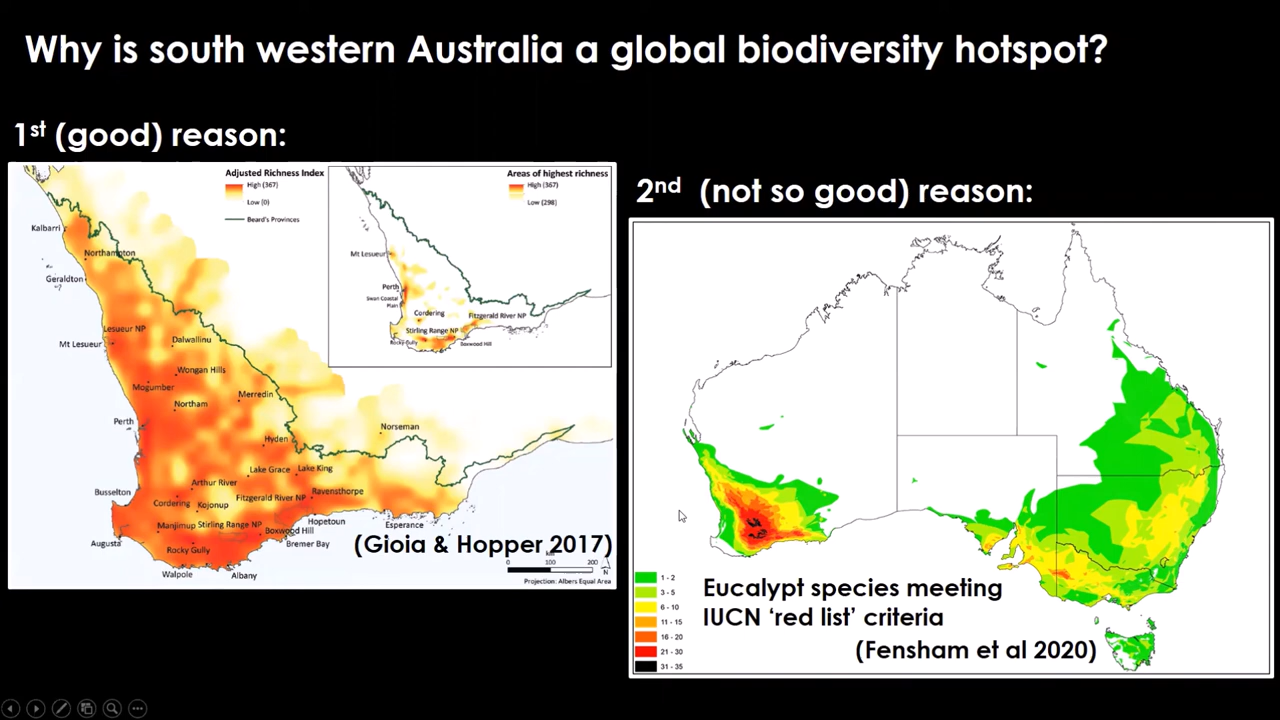 Why is south western Australia a global biodiversity hotspot?
1st (good) reason:
2nd (not so good) reason:
Adjusted Richness Index
High (367)
Low (0)
Beard's Provinces
Areas of highest richness
High (367)
Low (298)
Mt Lesueur
Perth
Swan Coastal
Plain
Cordering
Fitzgerald River NP
Stirling Range NP
Rocky Gully
Boxwood Hill
Kalbarri
Northampton
Geraldton
Lesueur NP
Mt Lesueur
Dalwallinu
Wongan Hills
Mogumber
Merredin
Northam
Perth
Norseman
Hyden
Lake Grace
Lake King
Arthur River
Busselton
Fitzgerald River NP
Ravensthorpe
Cordering
Kojonup
Manjimup
Stirling Range NP
Hopetoun
Esperance
Boxwood Hill
Augusta
Rocky Gully
Bremer Bay
Walpole
Albany
(Gioia & Hopper 2017)
km
0
100
200
N
Projection: Albers Equal Area
1 - 2
3 - 5
6 - 10
11 - 15
16 - 20
21 - 30
31 - 35
Eucalypt species meeting
IUCN ‘red list’ criteria
(Fensham et al 2020)